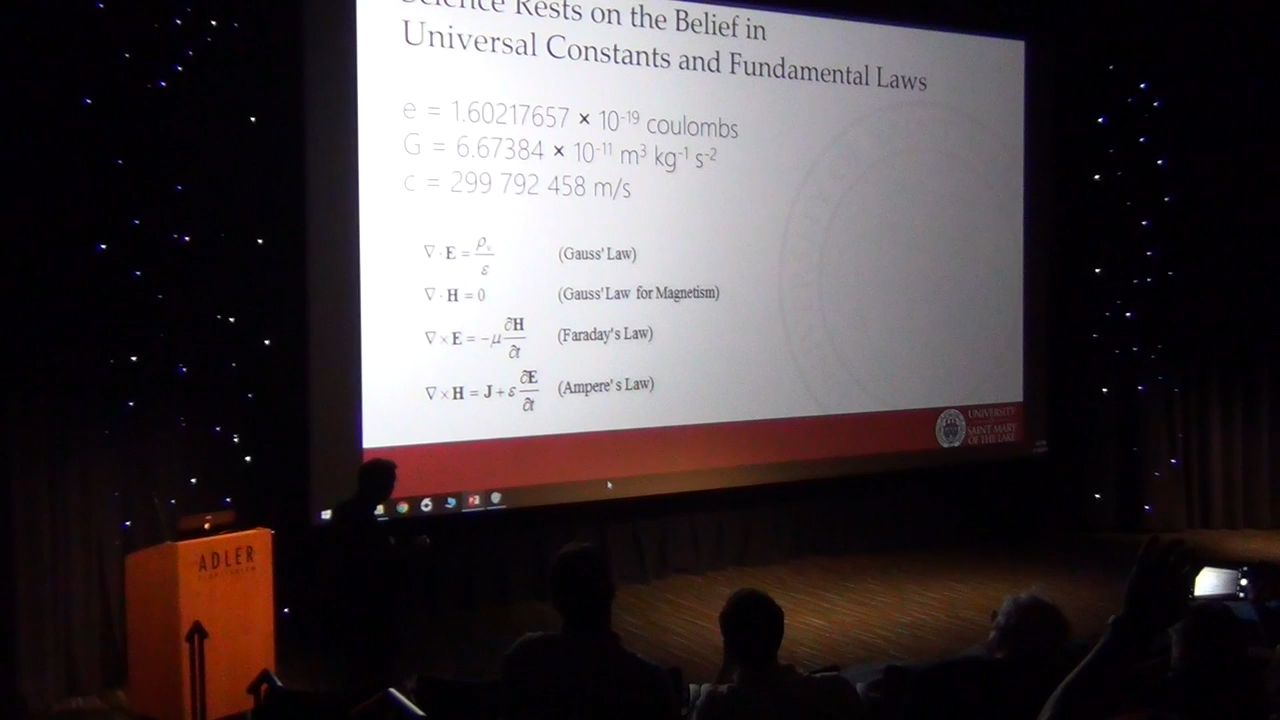 Science Rests on the Belief in
Universal Constants and Fundamental Laws
e = 1.60217657 × 10⁻¹⁹ coulombs
G = 6.67384 × 10⁻¹¹ m³ kg⁻¹ s⁻²
c = 299 792 458 m/s
∇ · E = ρᵥ/ε (Gauss' Law)
∇ · H = 0 (Gauss' Law for Magnetism)
∇ × E = -μ ∂H/∂t (Faraday's Law)
∇ × H = J + ε ∂E/∂t (Ampere's Law)
UNIVERSITY
SAINT MARY
OF THE LAKE
ADLER